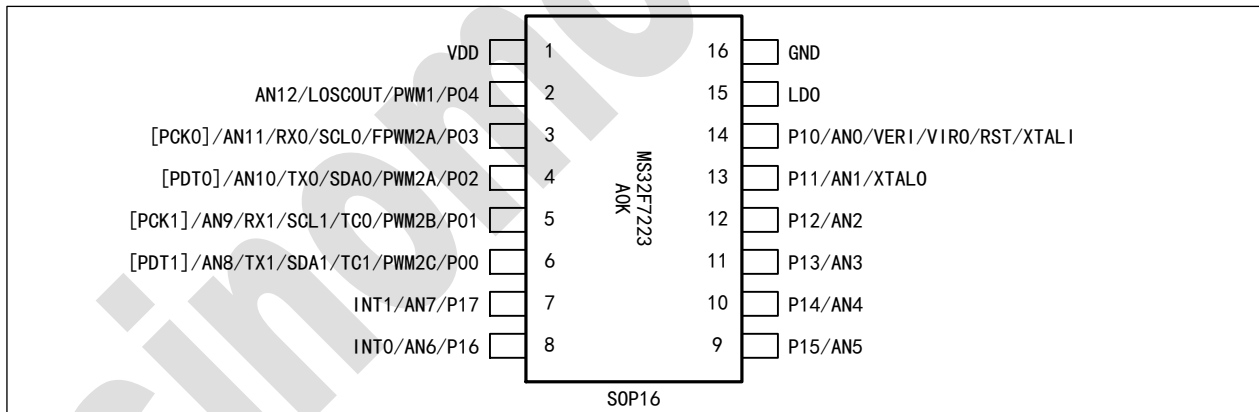 VDD 1 16 GND
AN12/LOSCOUT/PWM1/P04 2 15 LDO
[PCK0]/AN11/RX0/SCL0/FPWM2A/P03 3 14 P10/AN0/VERI/VIRO/RST/XTALI
[PDT0]/AN10/TX0/SDA0/PWM2A/P02 4 13 P11/AN1/XTALO
[PCK1]/AN9/RX1/SCL1/TC0/PWM2B/P01 5 12 P12/AN2
[PDT1]/AN8/TX1/SDA1/TC1/PWM2C/P00 6 11 P13/AN3
INT1/AN7/P17 7 10 P14/AN4
INT0/AN6/P16 8 9 P15/AN5
MS32F7223
A0K
SOP16